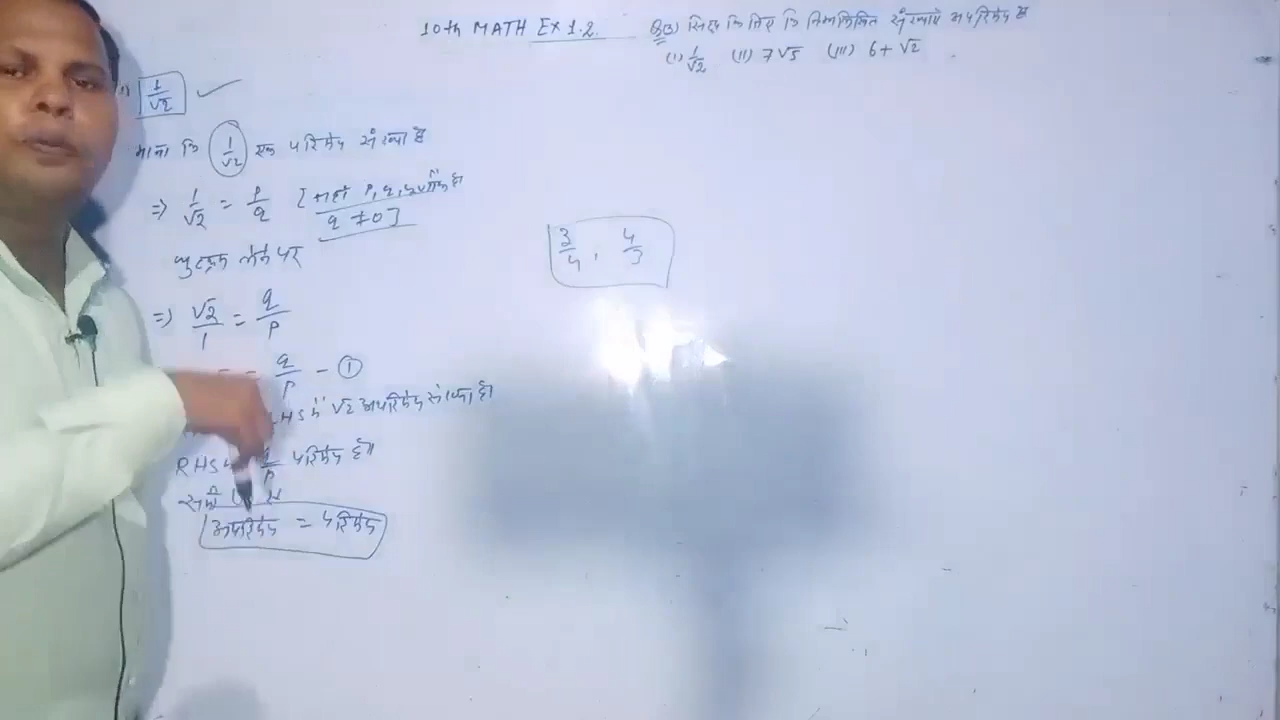 10th MATH EX 1.2. Q3) सिद्ध कीजिए कि निम्नलिखित संख्याएँ अपरिमेय हैं
(i) 1/√2 (ii) 7√5 (iii) 6+√2
1/√2
माना कि 1/√2 एक परिमेय संख्या है
⇒ 1/√2 = p/q [जहाँ p, q, पूर्णांक है।
q ≠ 0]
3/4, 4/3
व्युत्क्रम लेने पर
⇒ √2/1 = q/p
= q/p - ①
LHS में √2 अपरिमेय संख्या है।
RHS परिमेय है।
अपरिमेय = परिमेय